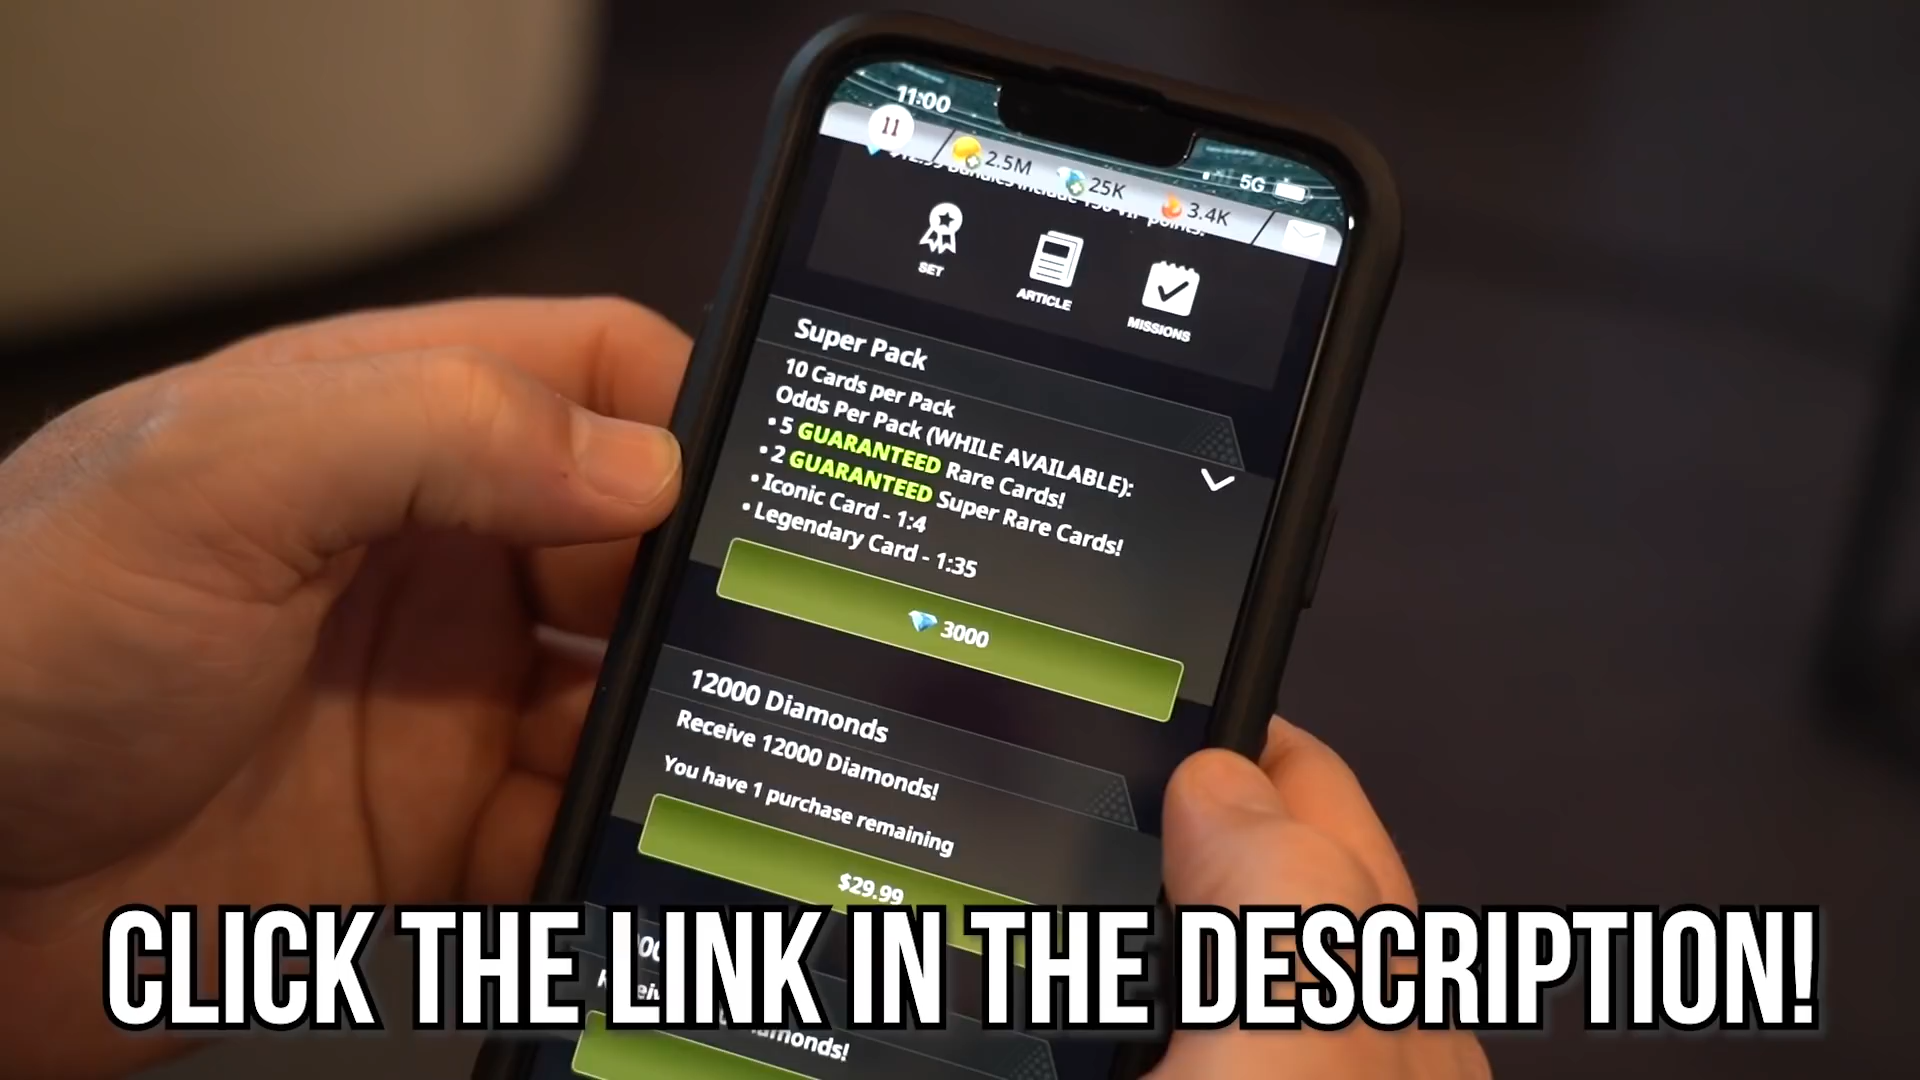 11:00
5G
11
2.5M
25K
3.4K
points.
SET
ARTICLE
MISSIONS
Super Pack
10 Cards per Pack
Odds Per Pack (WHILE AVAILABLE):
• 5 GUARANTEED Rare Cards!
• 2 GUARANTEED Super Rare Cards!
• Iconic Card - 1:4
• Legendary Card - 1:35
3000
12000 Diamonds
Receive 12000 Diamonds!
You have 1 purchase remaining
$29.99
CLICK THE LINK IN THE DESCRIPTION!